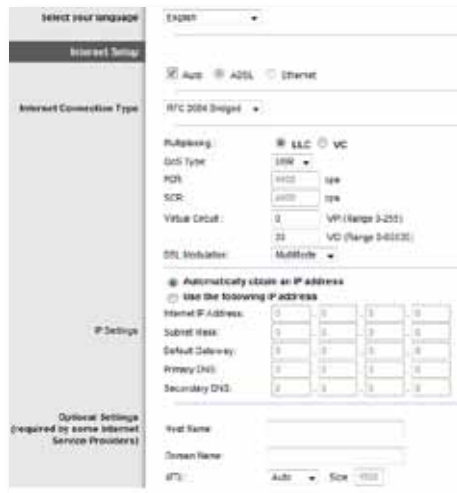 Select your language English
Internet Setup
Auto ADSL Ethernet
Internet Connection Type RFC 2684 Bridged
Multiplexing: LLC VC
QoS Type: UBR
PCR: cps
SCR: cps
Virtual Circuit: 0 VPI (Range 0-255)
VCI (Range 0-65535)
DSL Modulation: MultiMode
Automatically obtain an IP address
Use the following IP address
Internet IP Address: 0 . 0 . 0 . 0
IP Settings Subnet Mask: 0 . 0 . 0 . 0
Default Gateway: 0 . 0 . 0 . 0
Primary DNS: 0 . 0 . 0 . 0
Secondary DNS: 0 . 0 . 0 . 0
Optional Settings
(required by some Internet
Service Providers) Host Name:
Domain Name:
MTU: Auto Size